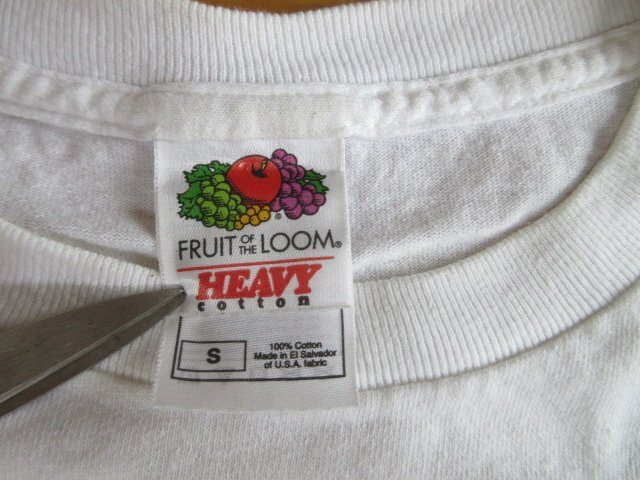 FRUIT OF THE LOOM®
HEAVY
cotton
S
100% Cotton
Made in El Salvador
of U.S.A. fabric